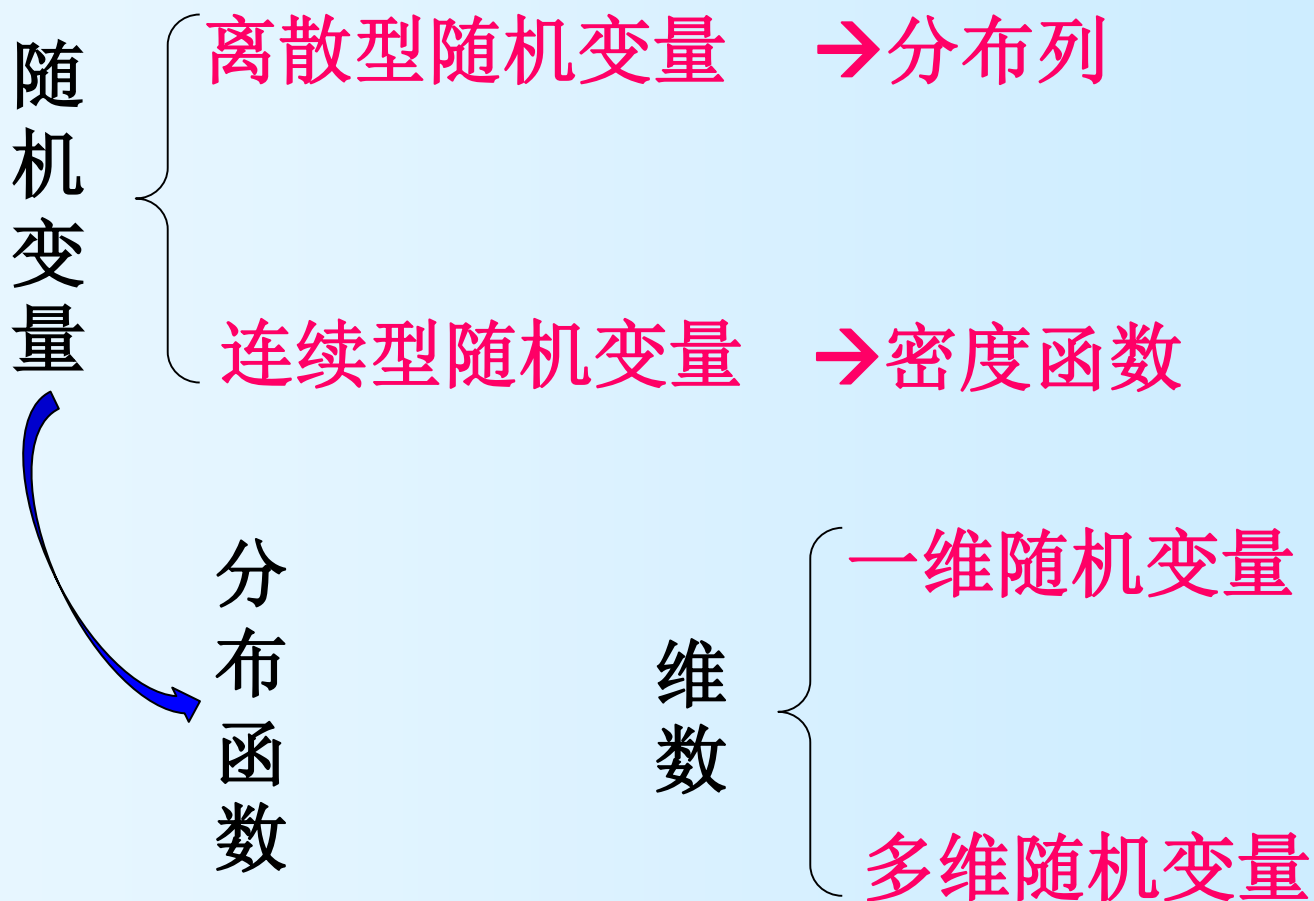 随机变量
离散型随机变量 →分布列
连续型随机变量 →密度函数
分布函数
维数
一维随机变量
多维随机变量